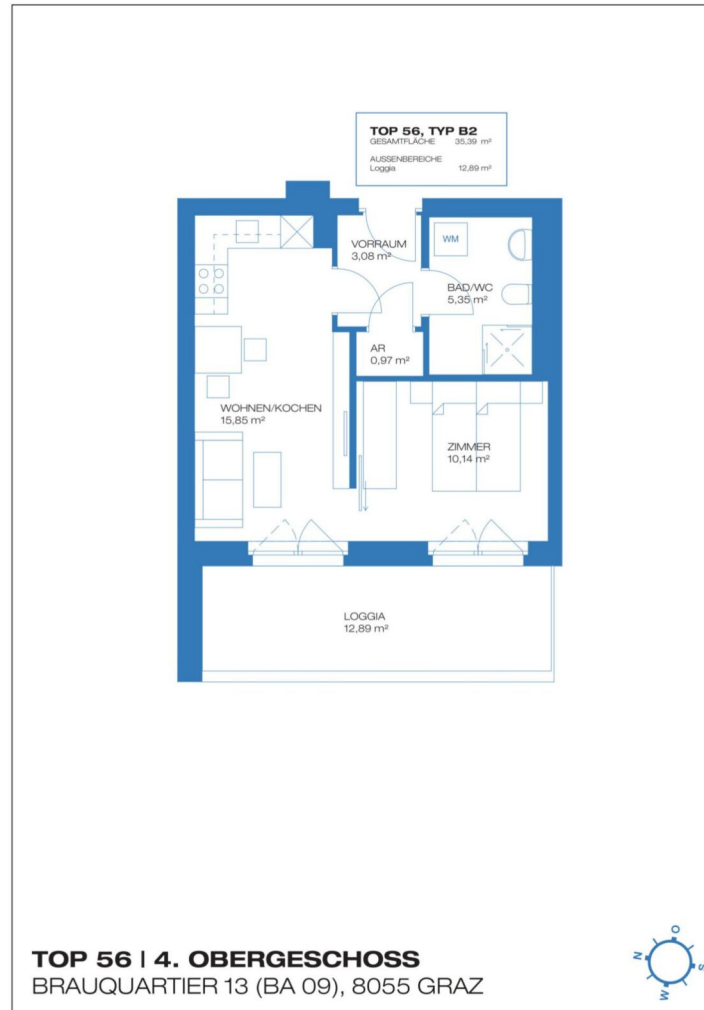 TOP 56, TYP B2
GESAMTFLÄCHE 35,39 m²
AUSSENBEREICHE
Loggia 12,89 m²
VORRAUM
3,08 m²
WM
BAD/WC
5,35 m²
AR
0,97 m²
WOHNEN/KOCHEN
15,85 m²
ZIMMER
10,14 m²
LOGGIA
12,89 m²
TOP 56 | 4. OBERGESCHOSS
BRAUQUARTIER 13 (BA 09), 8055 GRAZ
O
N
S
W